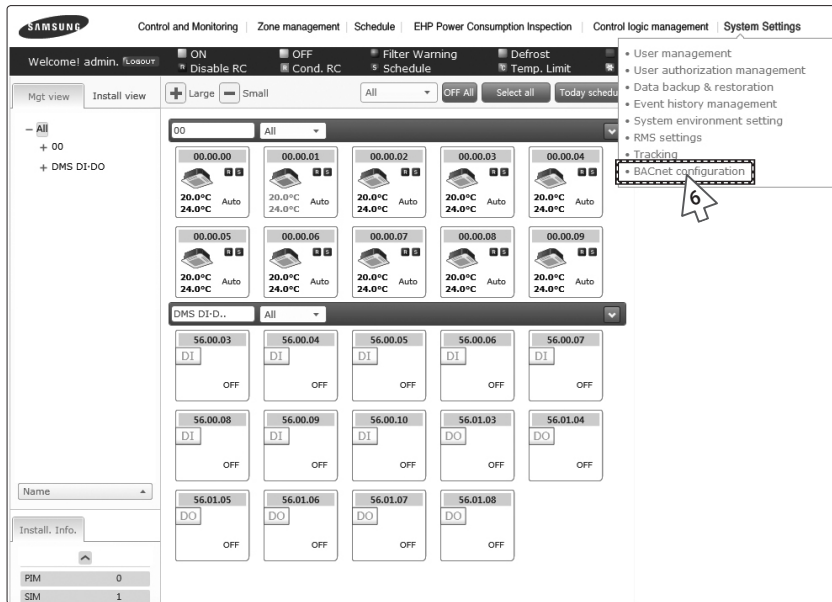 SAMSUNG
Control and Monitoring | Zone management | Schedule | EHP Power Consumption Inspection | Control logic management | System Settings
Welcome! admin. LOGOUT
ON OFF Filter Warning Defrost
Disable RC Cond. RC Schedule Temp. Limit
• User management
• User authorization management
• Data backup & restoration
• Event history management
• System environment setting
• RMS settings
• Tracking
• BACnet configuration
6
Mgt view Install view
Large Small All OFF All Select all Today schedu
All
00
DMS DI·DO
00 All
00.00.00 00.00.01 00.00.02 00.00.03 00.00.04
R S R S R S R S R S
20.0°C 20.0°C 20.0°C 20.0°C 20.0°C
Auto Auto Auto Auto Auto
24.0°C 24.0°C 24.0°C 24.0°C 24.0°C
00.00.05 00.00.06 00.00.07 00.00.08 00.00.09
R S R S R S R S R S
20.0°C 20.0°C 20.0°C 20.0°C 20.0°C
Auto Auto Auto Auto Auto
24.0°C 24.0°C 24.0°C 24.0°C 24.0°C
DMS DI-D.. All
56.00.03 56.00.04 56.00.05 56.00.06 56.00.07
DI DI DI DI DI
OFF OFF OFF OFF OFF
56.00.08 56.00.09 56.00.10 56.01.03 56.01.04
DI DI DI DO DO
OFF OFF OFF OFF OFF
56.01.05 56.01.06 56.01.07 56.01.08
DO DO DO DO
OFF OFF OFF OFF
Name
Install. Info.
PIM 0
SIM 1